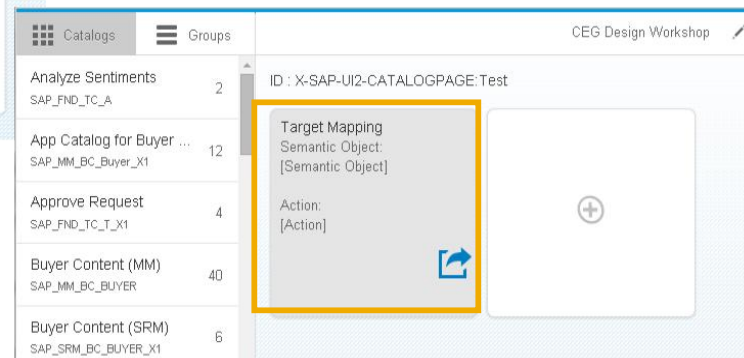 Catalogs
Groups
CEG Design Workshop
Analyze Sentiments
2
SAP_FND_TC_A
App Catalog for Buyer ...
12
SAP_MM_BC_Buyer_X1
Approve Request
4
SAP_FND_TC_T_X1
Buyer Content (MM)
40
SAP_MM_BC_BUYER
Buyer Content (SRM)
6
SAP_SRM_BC_BUYER_X1
ID : X-SAP-UI2-CATALOGPAGE:Test
Target Mapping
Semantic Object:
[Semantic Object]
Action:
[Action]